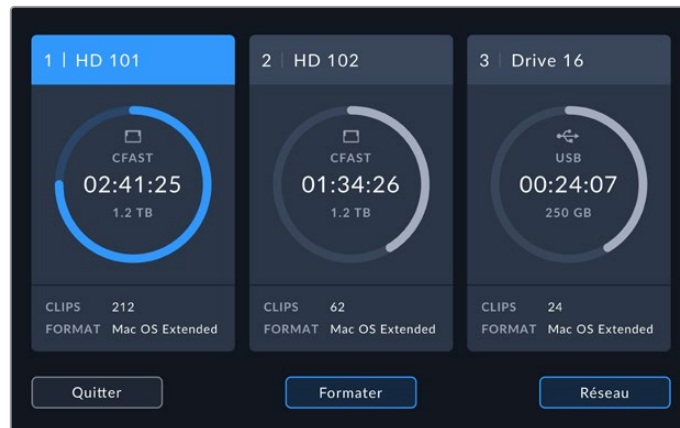 1 | HD 101
CFAST
02:41:25
1.2 TB
CLIPS 212
FORMAT Mac OS Extended
2 | HD 102
CFAST
01:34:26
1.2 TB
CLIPS 62
FORMAT Mac OS Extended
3 | Drive 16
USB
00:24:07
250 GB
CLIPS 24
FORMAT Mac OS Extended
Quitter
Formater
Réseau